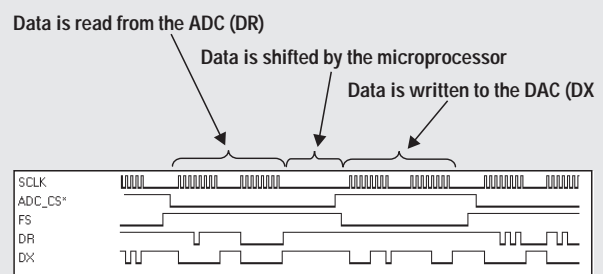 Data is read from the ADC (DR)
Data is shifted by the microprocessor
Data is written to the DAC (DX
SCLK
ADC_CS*
FS
DR
DX